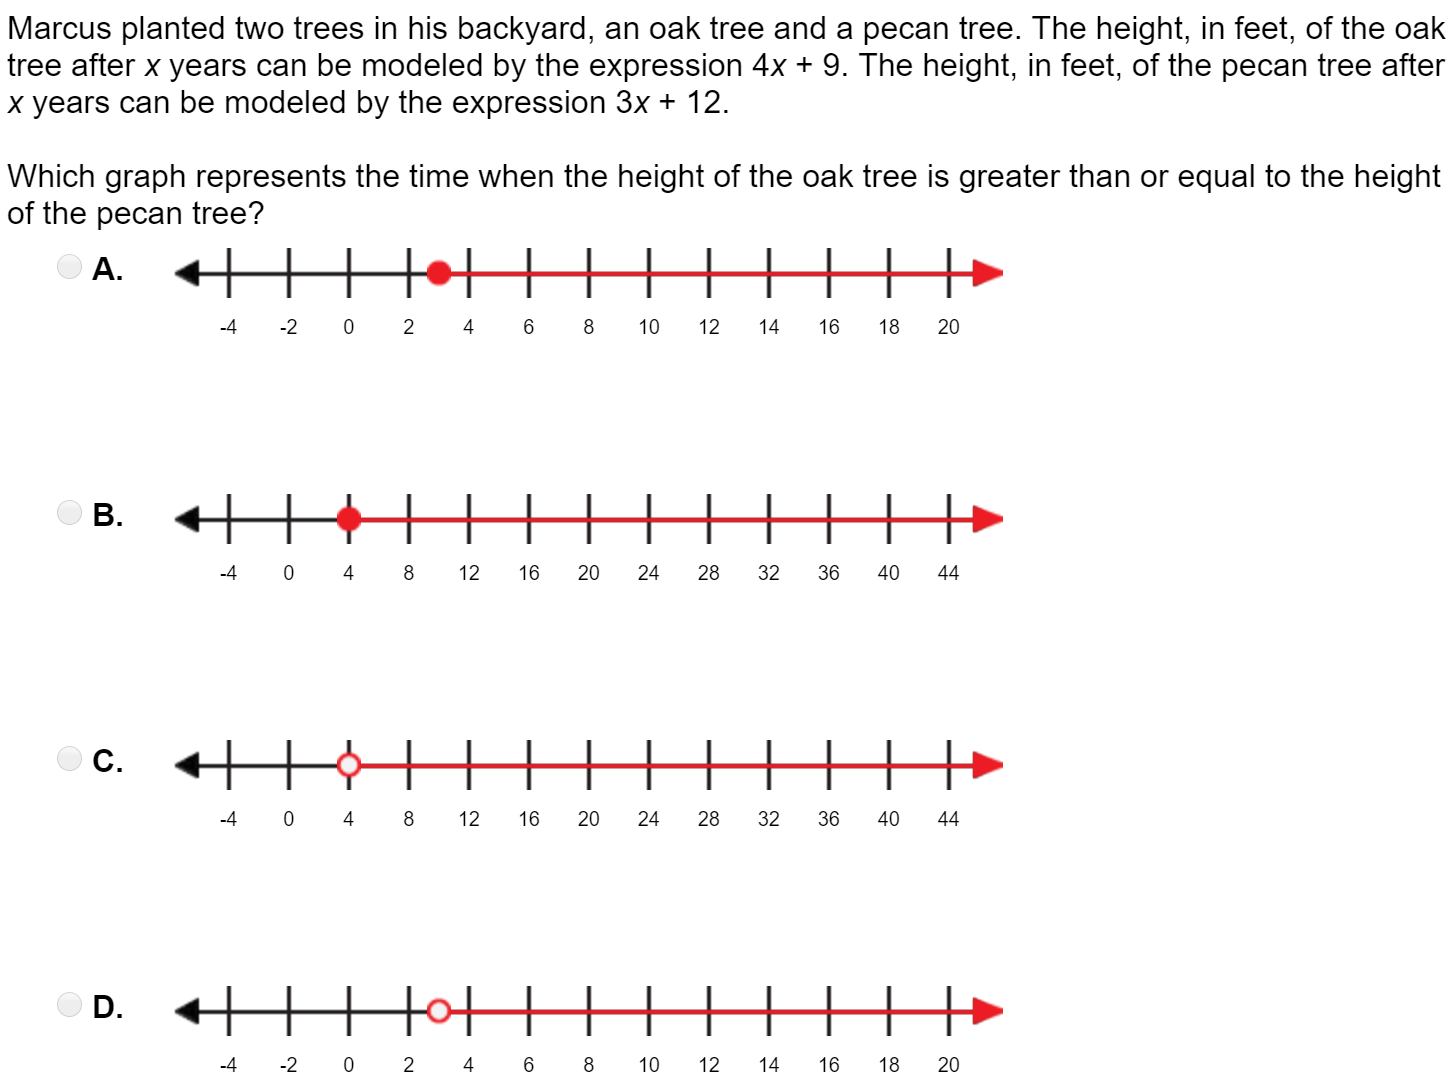 Marcus planted two trees in his backyard, an oak tree and a pecan tree. The height, in feet, of the oak
tree after x years can be modeled by the expression 4x + 9. The height, in feet, of the pecan tree after
x years can be modeled by the expression 3x + 12.
Which graph represents the time when the height of the oak tree is greater than or equal to the height
of the pecan tree?
A.
-4 -2 0 2 4 6 8 10 12 14 16 18 20
B.
-4 0 4 8 12 16 20 24 28 32 36 40 44
C.
-4 0 4 8 12 16 20 24 28 32 36 40 44
D.
-4 -2 0 2 4 6 8 10 12 14 16 18 20